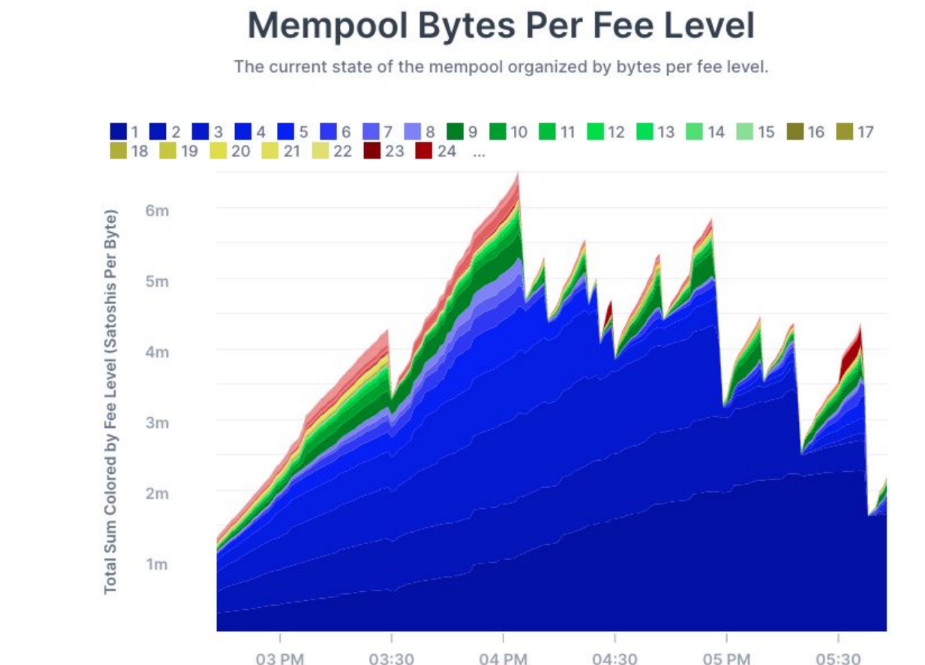 Mempool Bytes Per Fee Level
The current state of the mempool organized by bytes per fee level.
1 2 3 4 5 6 7 8 9 10 11 12 13 14 15 16 17
18 19 20 21 22 23 24 ...
Total Sum Colored by Fee Level (Satoshis Per Byte)
6m
5m
4m
3m
2m
1m
03 PM 03:30 04 PM 04:30 05 PM 05:30